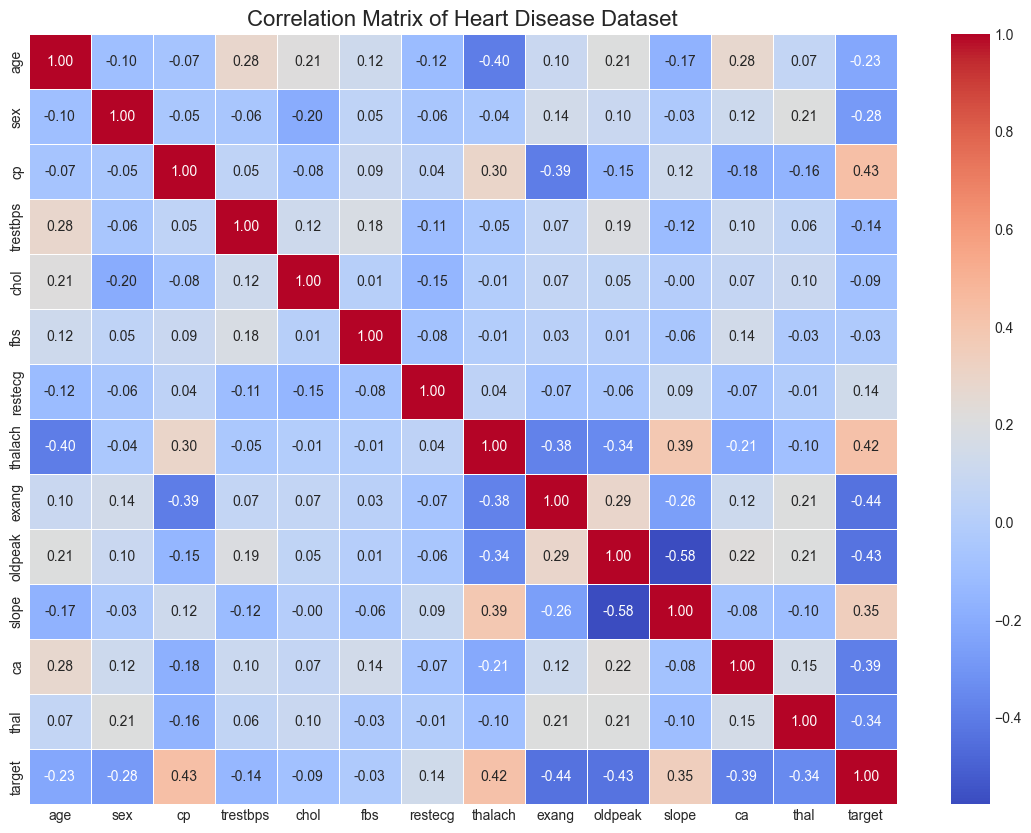 Correlation Matrix of Heart Disease Dataset
age 1.00 -0.10 -0.07 0.28 0.21 0.12 -0.12 -0.40 0.10 0.21 -0.17 0.28 0.07 -0.23
sex -0.10 1.00 -0.05 -0.06 -0.20 0.05 -0.06 -0.04 0.14 0.10 -0.03 0.12 0.21 -0.28
cp -0.07 -0.05 1.00 0.05 -0.08 0.09 0.04 0.30 -0.39 -0.15 0.12 -0.18 -0.16 0.43
trestbps 0.28 -0.06 0.05 1.00 0.12 0.18 -0.11 -0.05 0.07 0.19 -0.12 0.10 0.06 -0.14
chol 0.21 -0.20 -0.08 0.12 1.00 0.01 -0.15 -0.01 0.07 0.05 -0.00 0.07 0.10 -0.09
fbs 0.12 0.05 0.09 0.18 0.01 1.00 -0.08 -0.01 0.03 0.01 -0.06 0.14 -0.03 -0.03
restecg -0.12 -0.06 0.04 -0.11 -0.15 -0.08 1.00 0.04 -0.07 -0.06 0.09 -0.07 -0.01 0.14
thalach -0.40 -0.04 0.30 -0.05 -0.01 -0.01 0.04 1.00 -0.38 -0.34 0.39 -0.21 -0.10 0.42
exang 0.10 0.14 -0.39 0.07 0.07 0.03 -0.07 -0.38 1.00 0.29 -0.26 0.12 0.21 -0.44
oldpeak 0.21 0.10 -0.15 0.19 0.05 0.01 -0.06 -0.34 0.29 1.00 -0.58 0.22 0.21 -0.43
slope -0.17 -0.03 0.12 -0.12 -0.00 -0.06 0.09 0.39 -0.26 -0.58 1.00 -0.08 -0.10 0.35
ca 0.28 0.12 -0.18 0.10 0.07 0.14 -0.07 -0.21 0.12 0.22 -0.08 1.00 0.15 -0.39
thal 0.07 0.21 -0.16 0.06 0.10 -0.03 -0.01 -0.10 0.21 0.21 -0.10 0.15 1.00 -0.34
target -0.23 -0.28 0.43 -0.14 -0.09 -0.03 0.14 0.42 -0.44 -0.43 0.35 -0.39 -0.34 1.00
age sex cp trestbps chol fbs restecg thalach exang oldpeak slope ca thal target
1.0
0.8
0.6
0.4
0.2
0.0
−0.2
−0.4